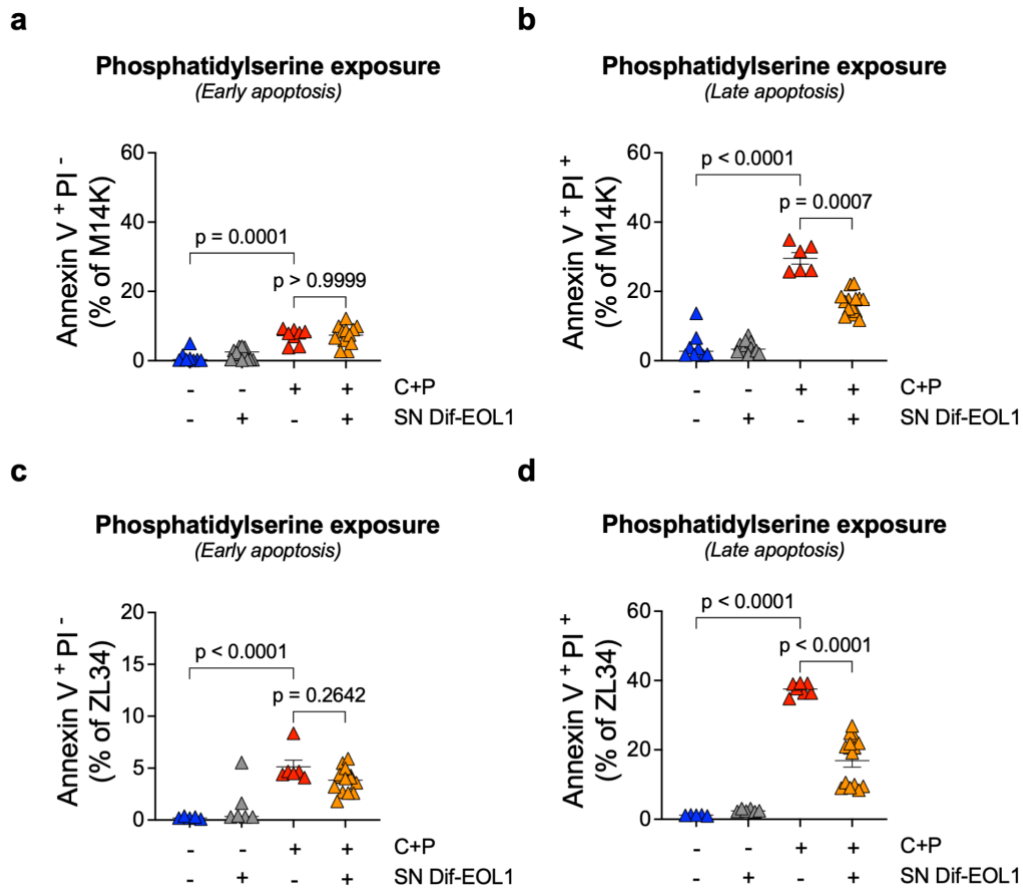 a
Phosphatidylserine exposure
(Early apoptosis)
Annexin V + PI -
(% of M14K)
60
40
20
0
p = 0.0001
p > 0.9999
- - + + C+P
- + - + SN Dif-EOL1
b
Phosphatidylserine exposure
(Late apoptosis)
Annexin V + PI +
(% of M14K)
60
40
20
0
p < 0.0001
p = 0.0007
- - + + C+P
- + - + SN Dif-EOL1
c
Phosphatidylserine exposure
(Early apoptosis)
Annexin V + PI -
(% of ZL34)
20
15
10
5
0
p < 0.0001
p = 0.2642
- - + + C+P
- + - + SN Dif-EOL1
d
Phosphatidylserine exposure
(Late apoptosis)
Annexin V + PI +
(% of ZL34)
60
40
20
0
p < 0.0001
p < 0.0001
- - + + C+P
- + - + SN Dif-EOL1